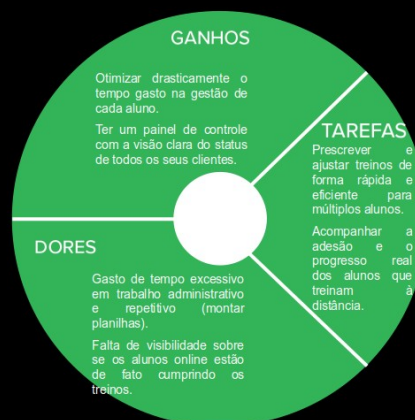 GANHOS
Otimizar drasticamente o
tempo gasto na gestão de
cada aluno.
Ter um painel de controle
com a visão clara do status
de todos os seus clientes.
TAREFAS
Prescrever e
ajustar treinos de
forma rápida e
eficiente para
múltiplos alunos.
Acompanhar a
adesão e o
progresso real
dos alunos que
treinam à
distância.
DORES
Gasto de tempo excessivo
em trabalho administrativo
e repetitivo (montar
planilhas).
Falta de visibilidade sobre
se os alunos online estão
de fato cumprindo os
treinos.